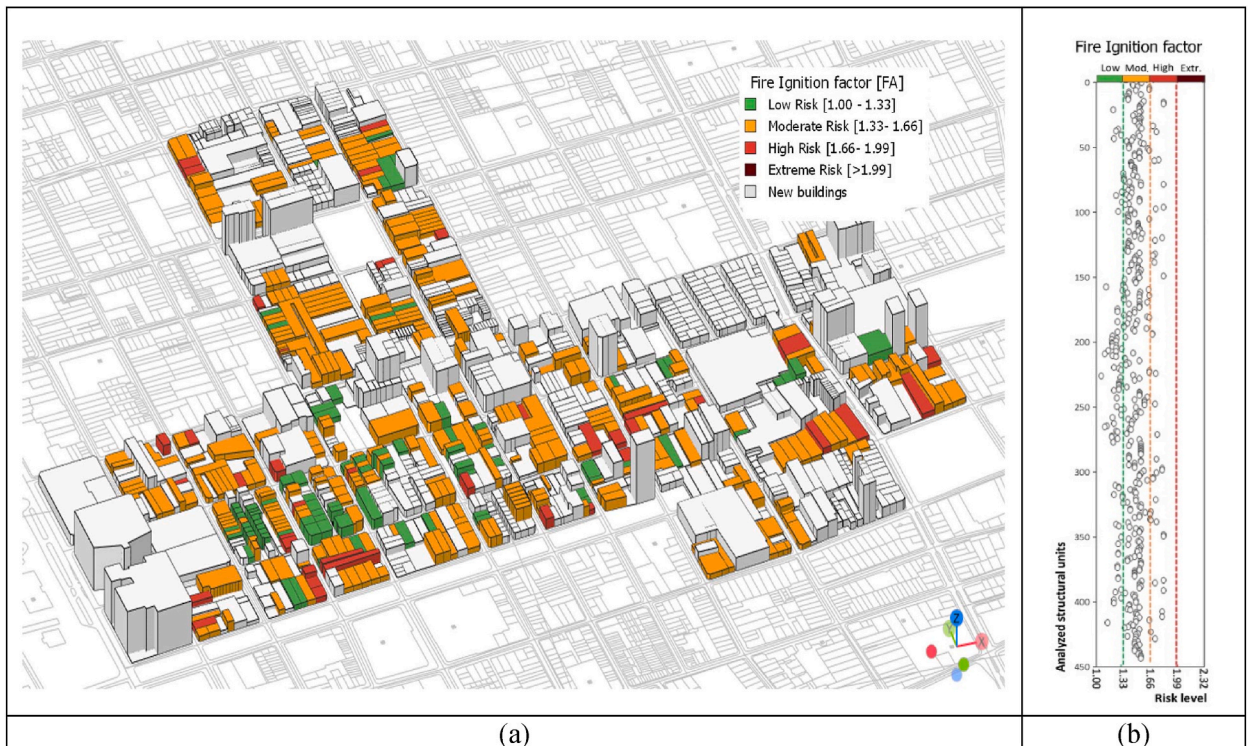 Fire Ignition factor [FA]
Low Risk [1.00 - 1.33]
Moderate Risk [1.33- 1.66]
High Risk [1.66- 1.99]
Extreme Risk [>1.99]
New buildings
Z
Y
X
(a)
Fire Ignition factor
Low Mod. High Extr.
0
50
100
150
200
250
300
350
400
450
Analyzed structural units
1.00 1.33 1.66 1.99 2.32
Risk level
(b)